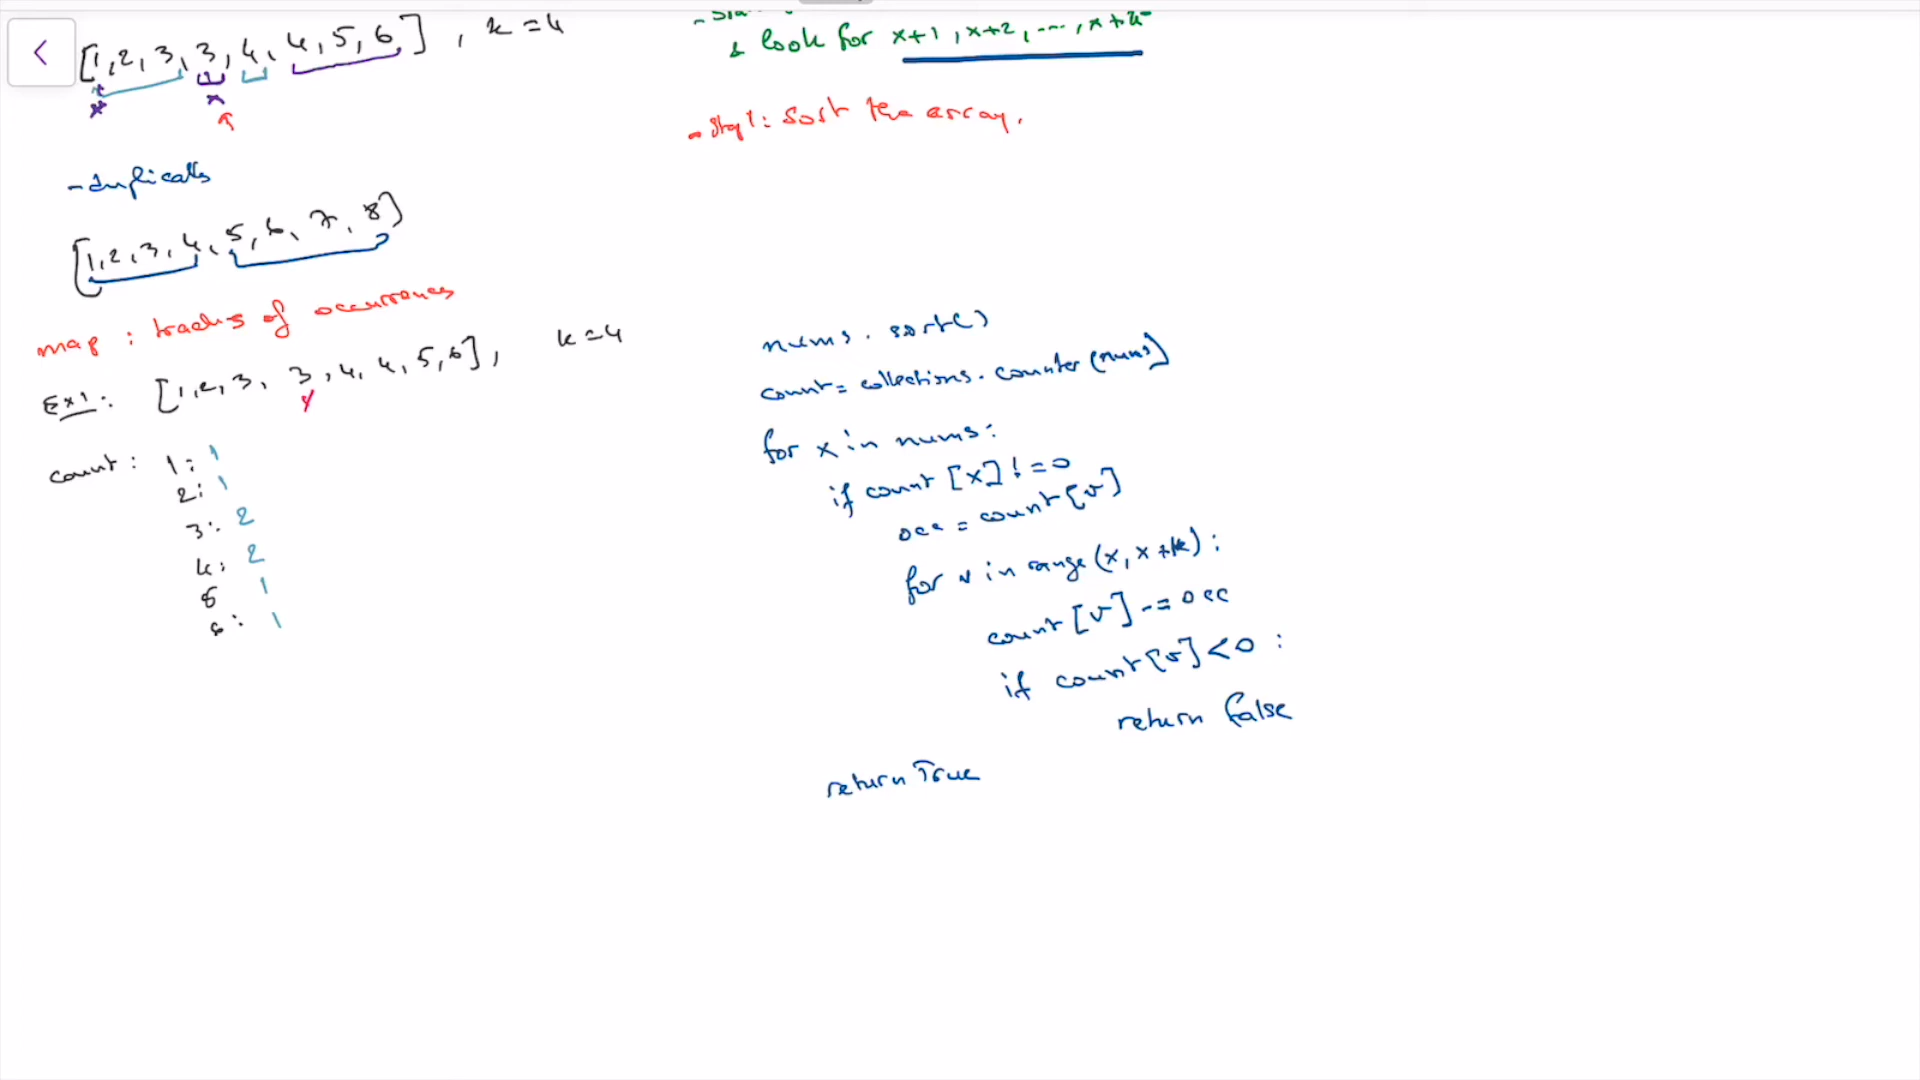 [1, 2, 3, 3, 4, 4, 5, 6], k = 4
& look for x+1, x+2, ..., x+k-
- Step 1: Sort the array.
- duplicates
[1, 2, 3, 4, 5, 6, 7, 8]
map : tracks of occurrences
Ex1: [1, 2, 3, 3, 4, 4, 5, 6], k=4
count: 1: 1
2: 1
3: 2
4: 2
5 1
6: 1
nums.sort()
count = collections.counter(nums)
for x in nums:
if count[x] != 0
occ = count[v]
for v in range(x, x+k):
count[v] -= occ
if count[v] < 0 :
return false
return True